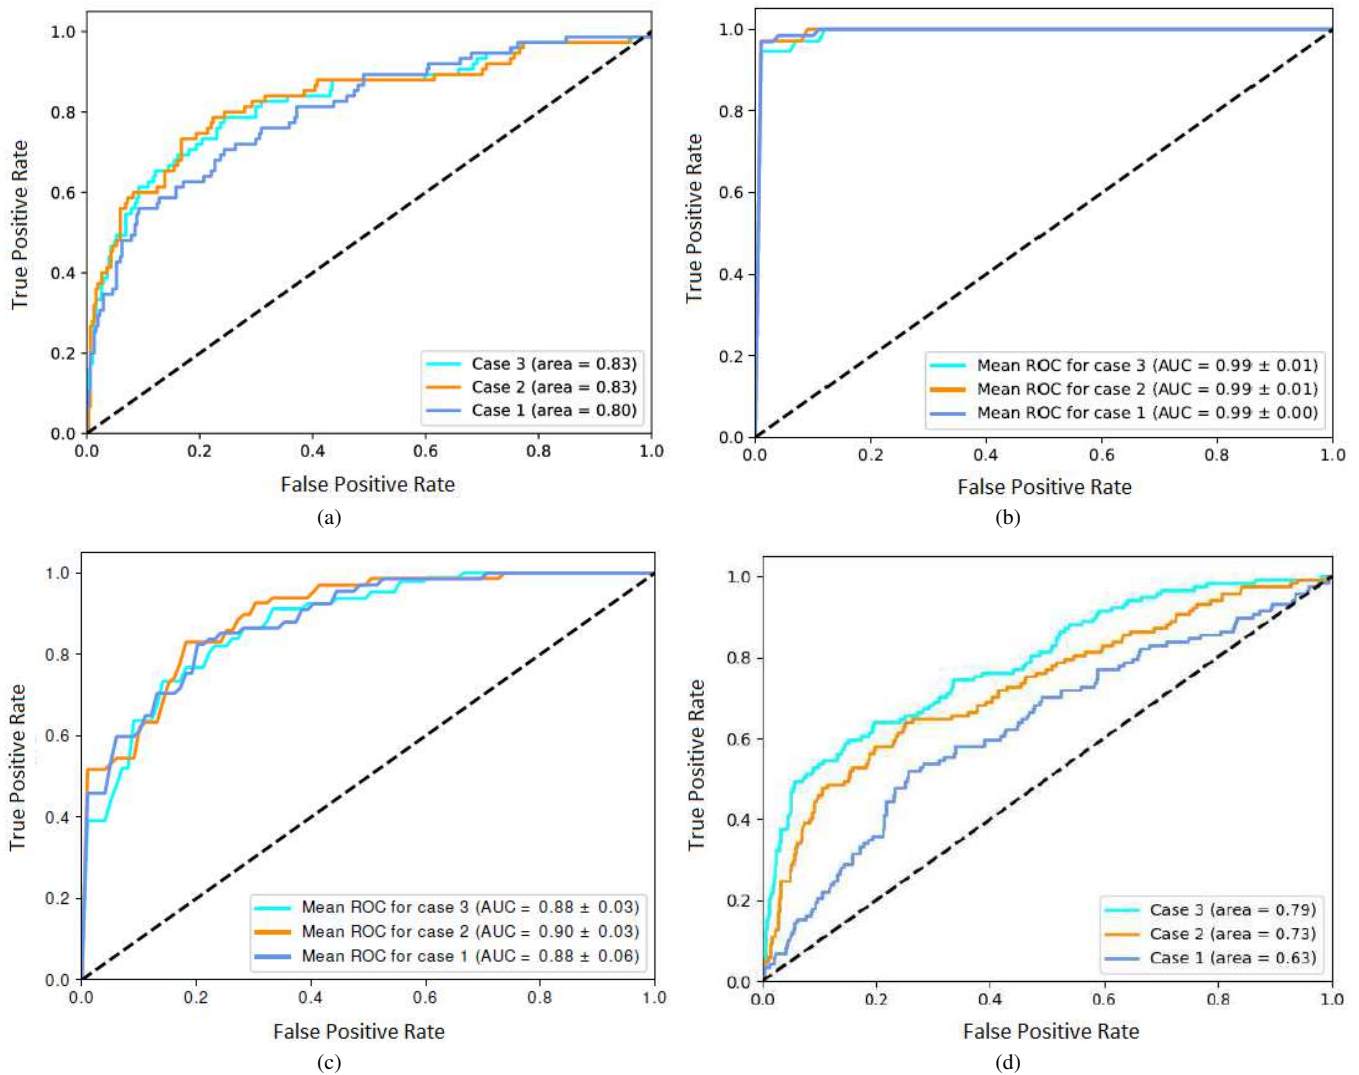 1.0
0.8
0.6
0.4
0.2
0.0
True Positive Rate
Case 3 (area = 0.83)
Case 2 (area = 0.83)
Case 1 (area = 0.80)
0.0 0.2 0.4 0.6 0.8 1.0
False Positive Rate
(a)
1.0
0.8
0.6
0.4
0.2
0.0
True Positive Rate
Mean ROC for case 3 (AUC = 0.99 ± 0.01)
Mean ROC for case 2 (AUC = 0.99 ± 0.01)
Mean ROC for case 1 (AUC = 0.99 ± 0.00)
0.0 0.2 0.4 0.6 0.8 1.0
False Positive Rate
(b)
1.0
0.8
0.6
0.4
0.2
0.0
True Positive Rate
Mean ROC for case 3 (AUC = 0.88 ± 0.03)
Mean ROC for case 2 (AUC = 0.90 ± 0.03)
Mean ROC for case 1 (AUC = 0.88 ± 0.06)
0.0 0.2 0.4 0.6 0.8 1.0
False Positive Rate
(c)
1.0
0.8
0.6
0.4
0.2
0.0
True Positive Rate
Case 3 (area = 0.79)
Case 2 (area = 0.73)
Case 1 (area = 0.63)
0.0 0.2 0.4 0.6 0.8 1.0
False Positive Rate
(d)